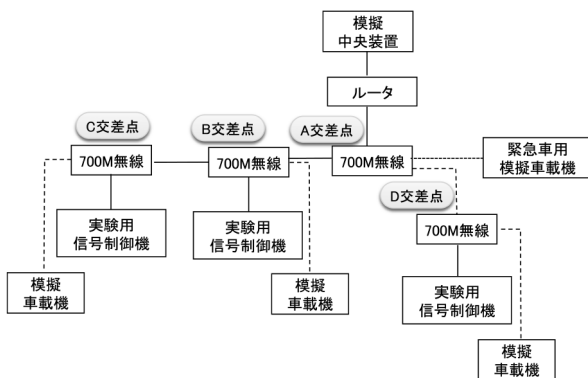 模擬
中央装置
ルータ
C交差点
B交差点
A交差点
700M無線
700M無線
700M無線
緊急車用
模擬車載機
D交差点
700M無線
実験用
信号制御機
実験用
信号制御機
模擬
車載機
模擬
車載機
実験用
信号制御機
模擬
車載機